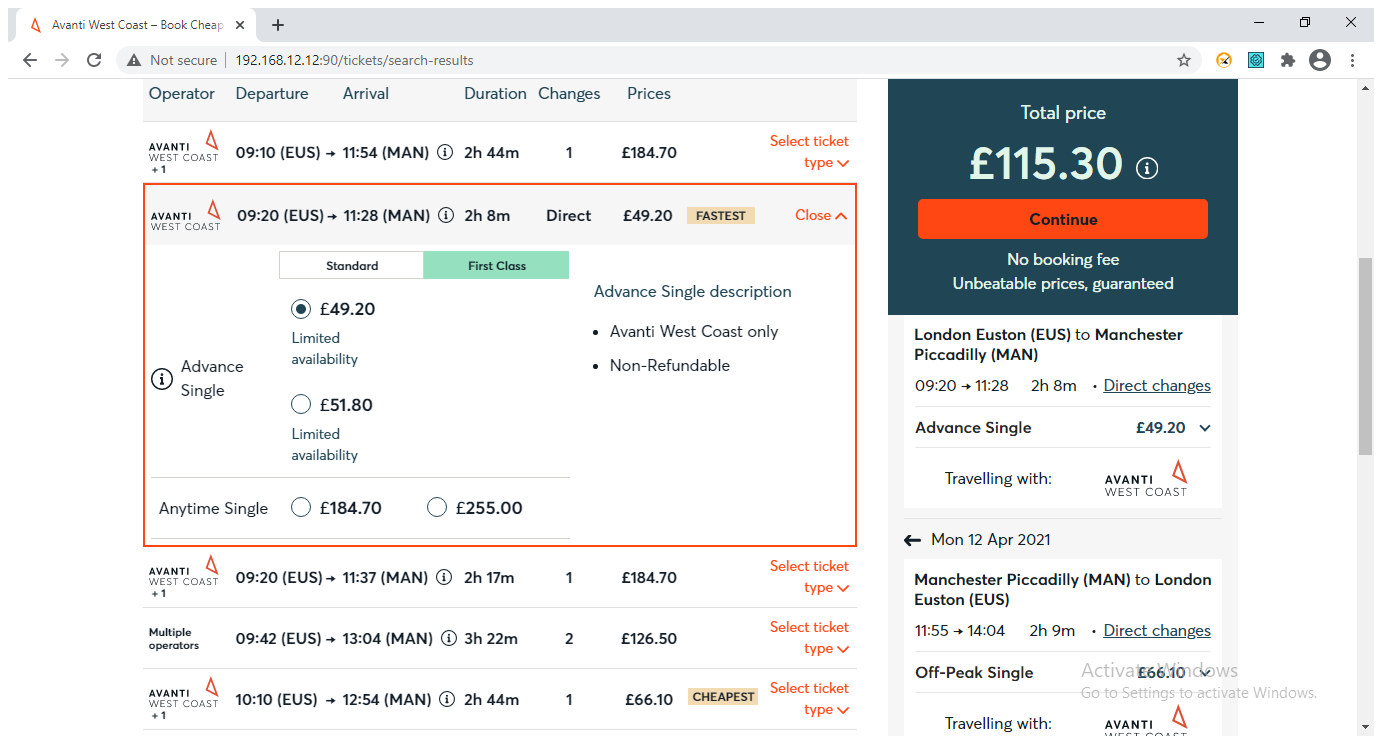 Avanti West Coast – Book Cheap
Not secure 192.168.12.12:90/tickets/search-results
Operator Departure Arrival Duration Changes Prices
AVANTI WEST COAST +1 09:10 (EUS) → 11:54 (MAN) 2h 44m 1 £184.70 Select ticket type
AVANTI WEST COAST 09:20 (EUS) → 11:28 (MAN) 2h 8m Direct £49.20 FASTEST Close
Standard First Class
Advance Single
£49.20
Limited
availability
£51.80
Limited
availability
Advance Single description
• Avanti West Coast only
• Non-Refundable
Anytime Single £184.70 £255.00
AVANTI WEST COAST +1 09:20 (EUS) → 11:37 (MAN) 2h 17m 1 £184.70 Select ticket type
Multiple operators 09:42 (EUS) → 13:04 (MAN) 3h 22m 2 £126.50 Select ticket type
AVANTI WEST COAST +1 10:10 (EUS) → 12:54 (MAN) 2h 44m 1 £66.10 CHEAPEST Select ticket type
Total price
£115.30
Continue
No booking fee
Unbeatable prices, guaranteed
London Euston (EUS) to Manchester
Piccadilly (MAN)
09:20 → 11:28 2h 8m · Direct changes
Advance Single £49.20
Travelling with: AVANTI WEST COAST
← Mon 12 Apr 2021
Manchester Piccadilly (MAN) to London
Euston (EUS)
11:55 → 14:04 2h 9m · Direct changes
Off-Peak Single £66.10
Travelling with: AVANTI WEST COAST
Activate Windows
Go to Settings to activate Windows.